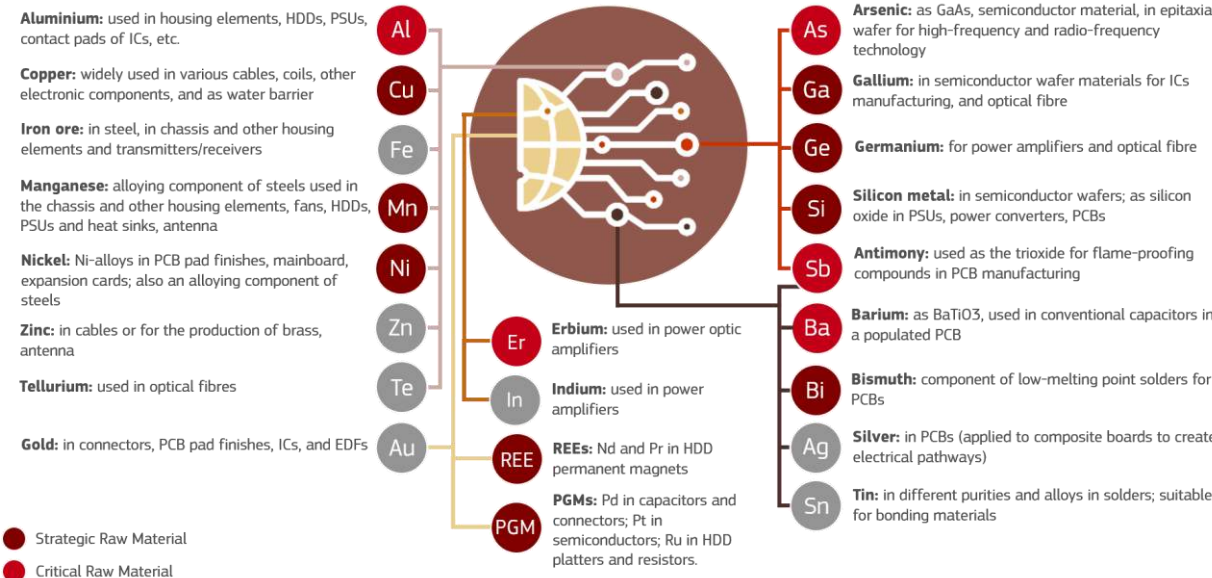 Aluminium: used in housing elements, HDDs, PSUs,
contact pads of ICs, etc.
Al
Copper: widely used in various cables, coils, other
electronic components, and as water barrier
Cu
Iron ore: in steel, in chassis and other housing
elements and transmitters/receivers
Fe
Manganese: alloying component of steels used in
the chassis and other housing elements, fans, HDDs,
PSUs and heat sinks, antenna
Mn
Nickel: Ni-alloys in PCB pad finishes, mainboard,
expansion cards; also an alloying component of
steels
Ni
Zinc: in cables or for the production of brass,
antenna
Zn
Tellurium: used in optical fibres
Te
Gold: in connectors, PCB pad finishes, ICs, and EDFs
Au
Er
Erbium: used in power optic
amplifiers
In
Indium: used in power
amplifiers
REE
REEs: Nd and Pr in HDD
permanent magnets
PGM
PGMs: Pd in capacitors and
connectors; Pt in
semiconductors; Ru in HDD
platters and resistors.
As
Arsenic: as GaAs, semiconductor material, in epitaxia
wafer for high-frequency and radio-frequency
technology
Ga
Gallium: in semiconductor wafer materials for ICs
manufacturing, and optical fibre
Ge
Germanium: for power amplifiers and optical fibre
Si
Silicon metal: in semiconductor wafers; as silicon
oxide in PSUs, power converters, PCBs
Sb
Antimony: used as the trioxide for flame-proofing
compounds in PCB manufacturing
Ba
Barium: as BaTiO3, used in conventional capacitors in
a populated PCB
Bi
Bismuth: component of low-melting point solders for
PCBs
Ag
Silver: in PCBs (applied to composite boards to create
electrical pathways)
Sn
Tin: in different purities and alloys in solders; suitable
for bonding materials
Strategic Raw Material
Critical Raw Material